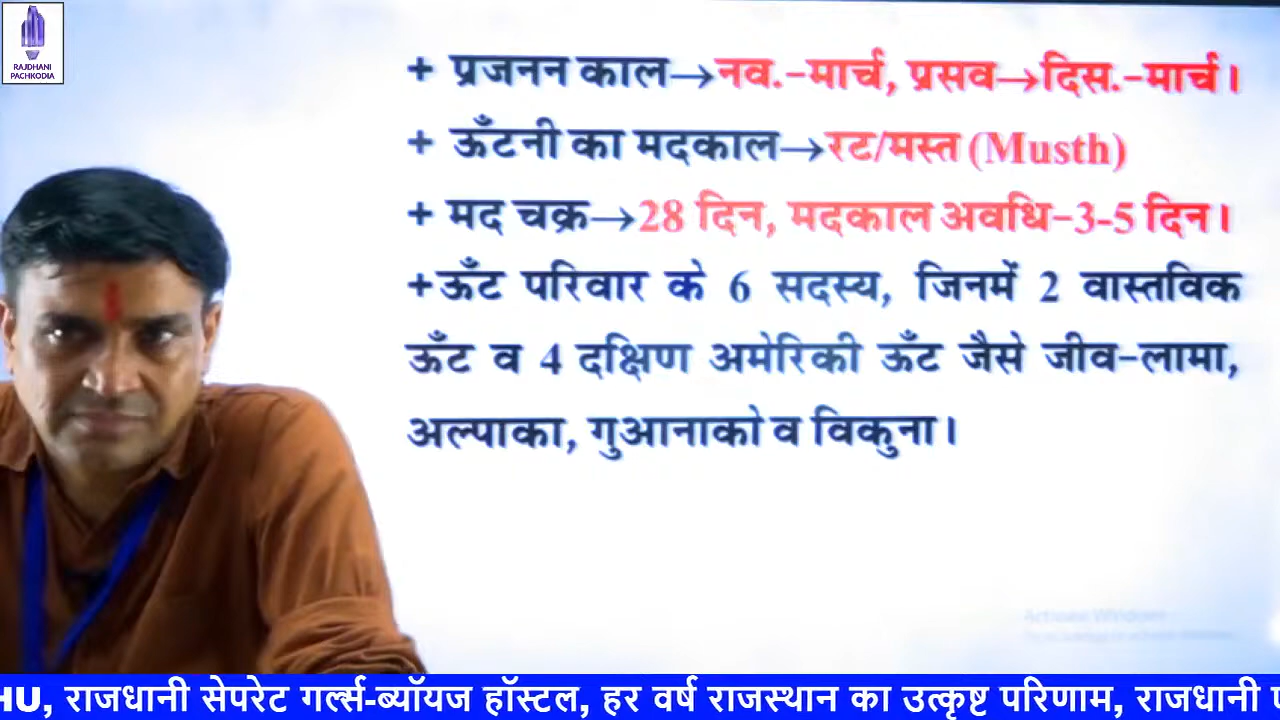 RAJDHANI
PACHKODIA
+ प्रजनन काल→नव.-मार्च, प्रसव→दिस.-मार्च।
+ ऊँटनी का मदकाल→रट/मस्त (Musth)
+ मद चक्र→28 दिन, मदकाल अवधि-3-5 दिन।
+ऊँट परिवार के 6 सदस्य, जिनमें 2 वास्तविक
ऊँट व 4 दक्षिण अमेरिकी ऊँट जैसे जीव-लामा,
अल्पाका, गुआनाको व विकुना।
Activate Windows
HU, राजधानी सेपरेट गर्ल्स-ब्यॉयज हॉस्टल, हर वर्ष राजस्थान का उत्कृष्ट परिणाम, राजधानी